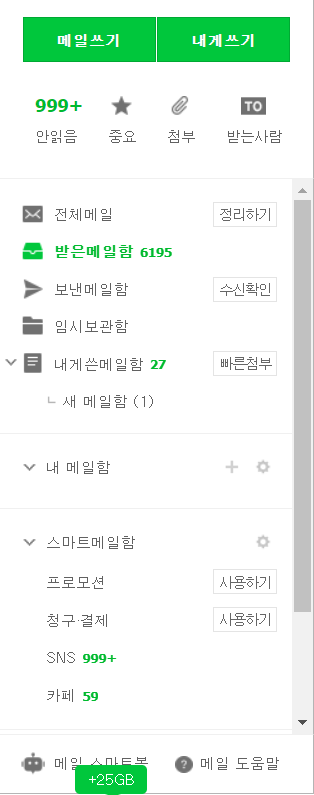 메일쓰기 내게쓰기
999+ TO
안읽음 중요 첨부 받는사람
전체메일 정리하기
받은메일함 6195
보낸메일함 수신확인
임시보관함
내게쓴메일함 27 빠른첨부
새 메일함 (1)
내 메일함
스마트메일함
프로모션 사용하기
청구·결제 사용하기
SNS 999+
카페 59
메일 스마트봇 메일 도움말
+25GB